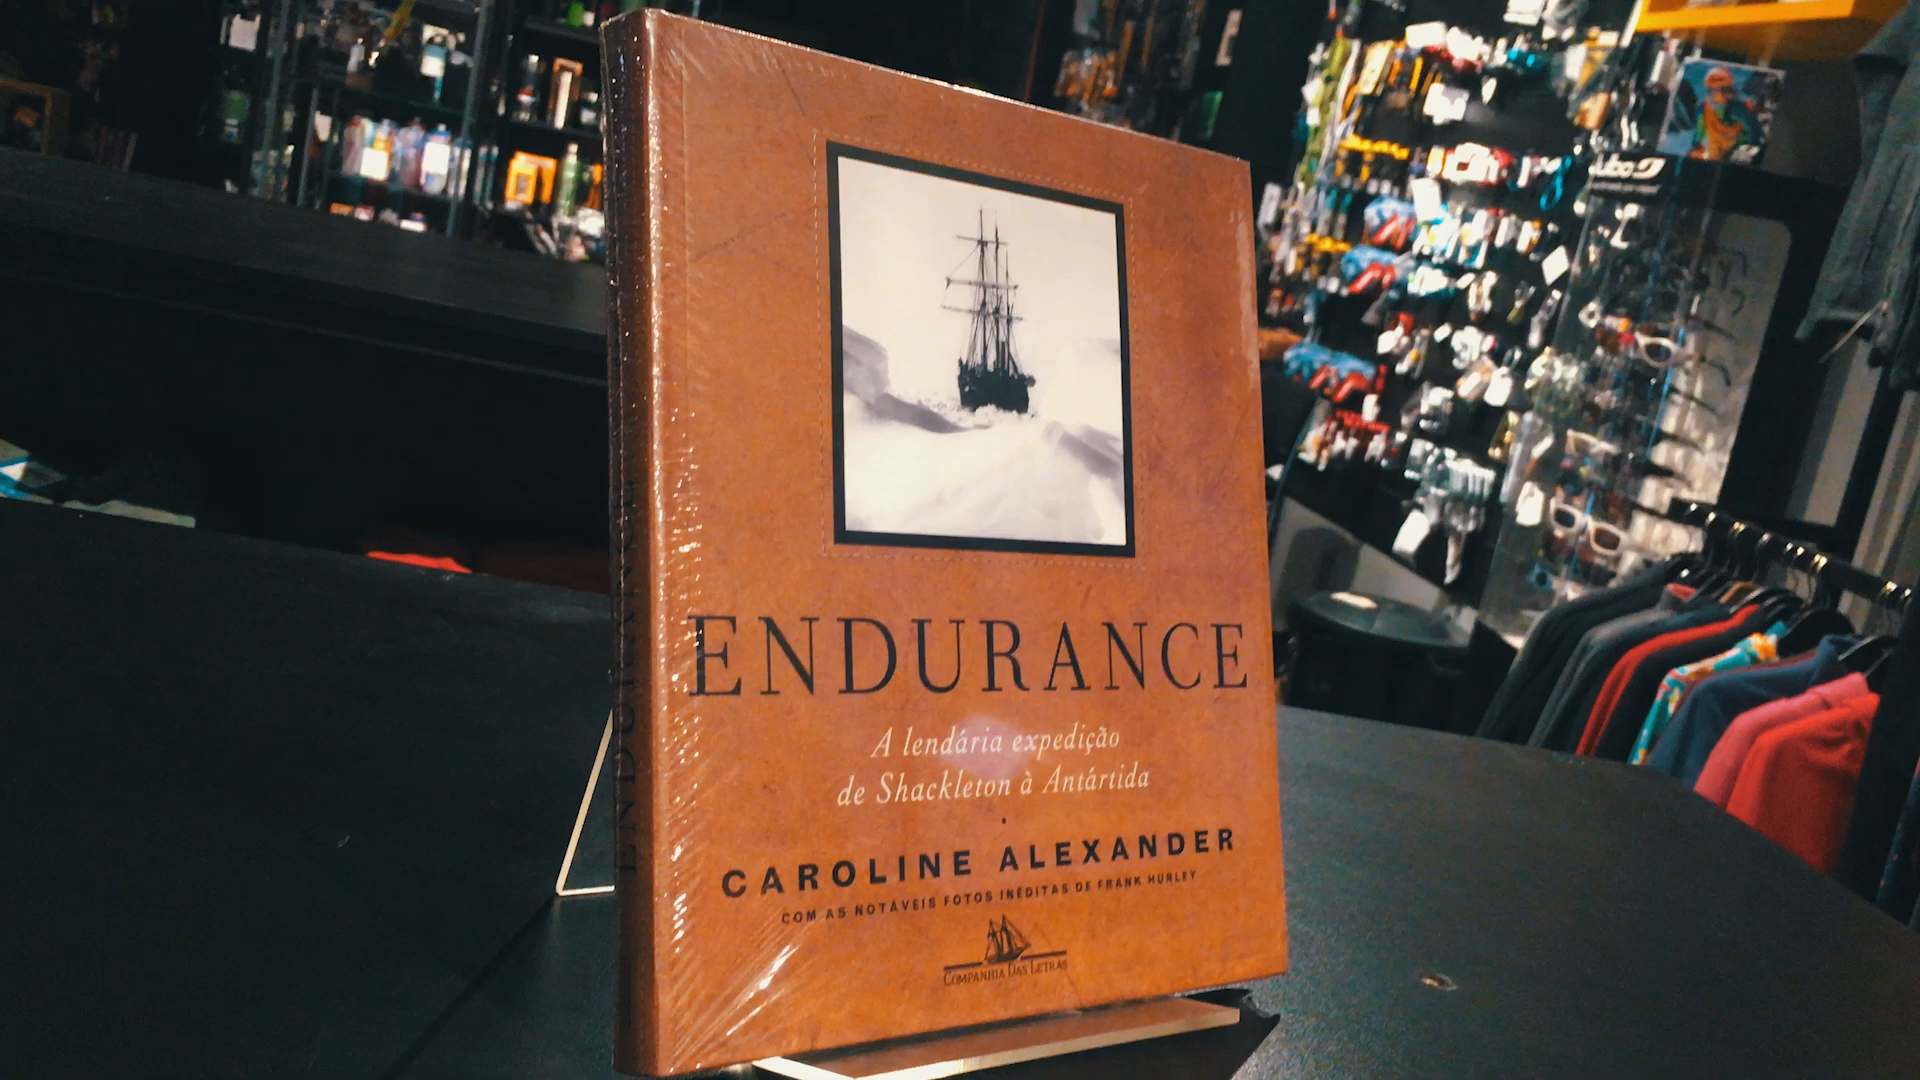 ENDURANCE
A lendária expedição
de Shackleton à Antártida
CAROLINE ALEXANDER
COM AS NOTÁVEIS FOTOS INÉDITAS DE FRANK HURLEY
COMPANHIA DAS LETRAS
ENDURANCE